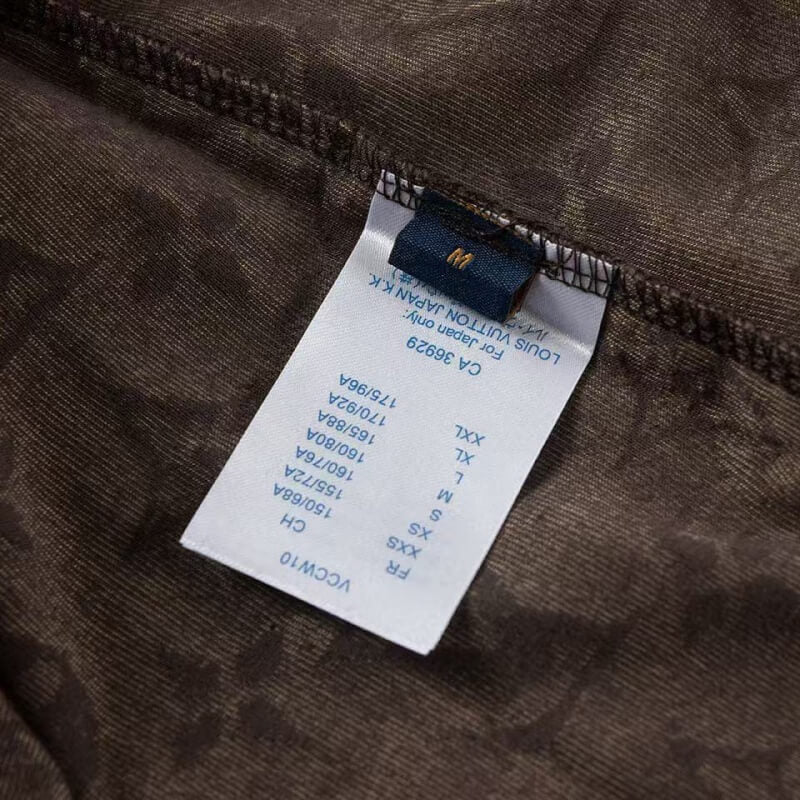 VCCW10
FR CH
XXS 150/68A
XS 155/72A
S 160/76A
M 160/80A
L 165/88A
XL 170/92A
XXL 175/96A
CA 36929
For Japan only:
LOUIS VUITTON JAPAN K.K.
M